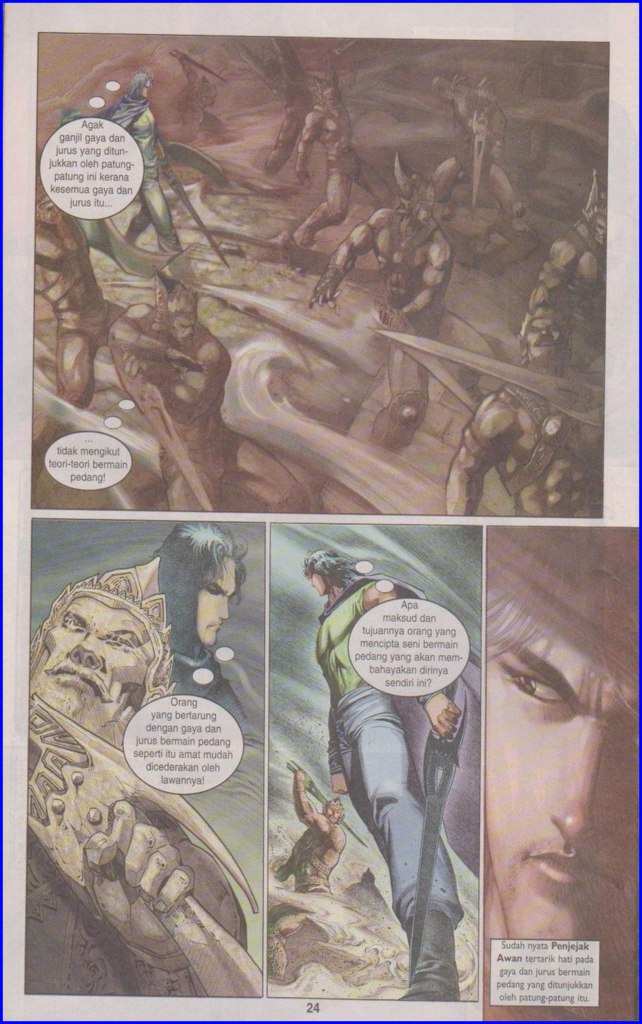 Agak
ganjil gaya dan
jurus yang ditun-
jukkan oleh patung-
patung ini kerana
kesemua gaya dan
jurus itu...
...
tidak mengikut
teori-teori bermain
pedang!
Orang
yang bertarung
dengan gaya dan
jurus bermain pedang
seperti itu amat mudah
dicederakan oleh
lawannya!
Apa
maksud dan
tujuannya orang yang
mencipta seni bermain
pedang yang akan mem-
bahayakan dirinya
sendiri ini?
Sudah nyata Penjejak
Awan tertarik hati pada
gaya dan jurus bermain
pedang yang ditunjukkan
oleh patung-patung itu.
24